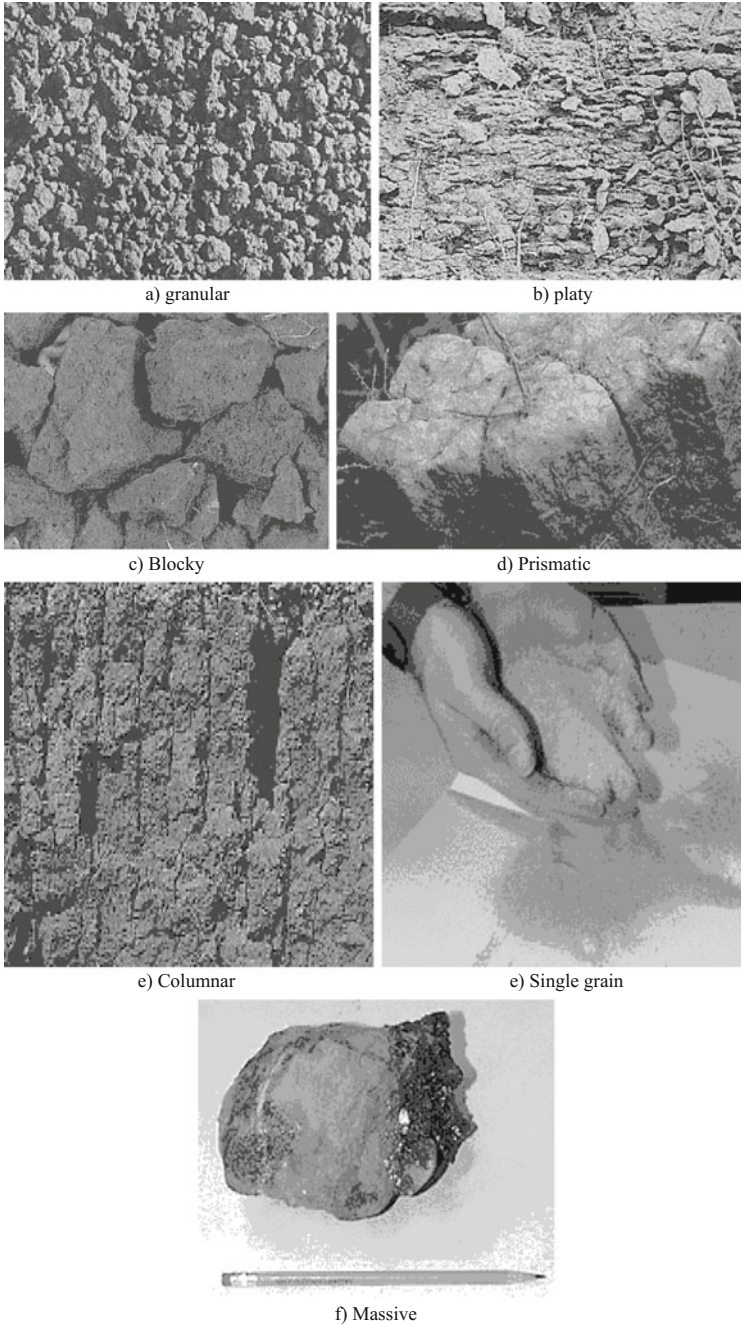 a) granular
b) platy
c) Blocky
d) Prismatic
e) Columnar
e) Single grain
f) Massive